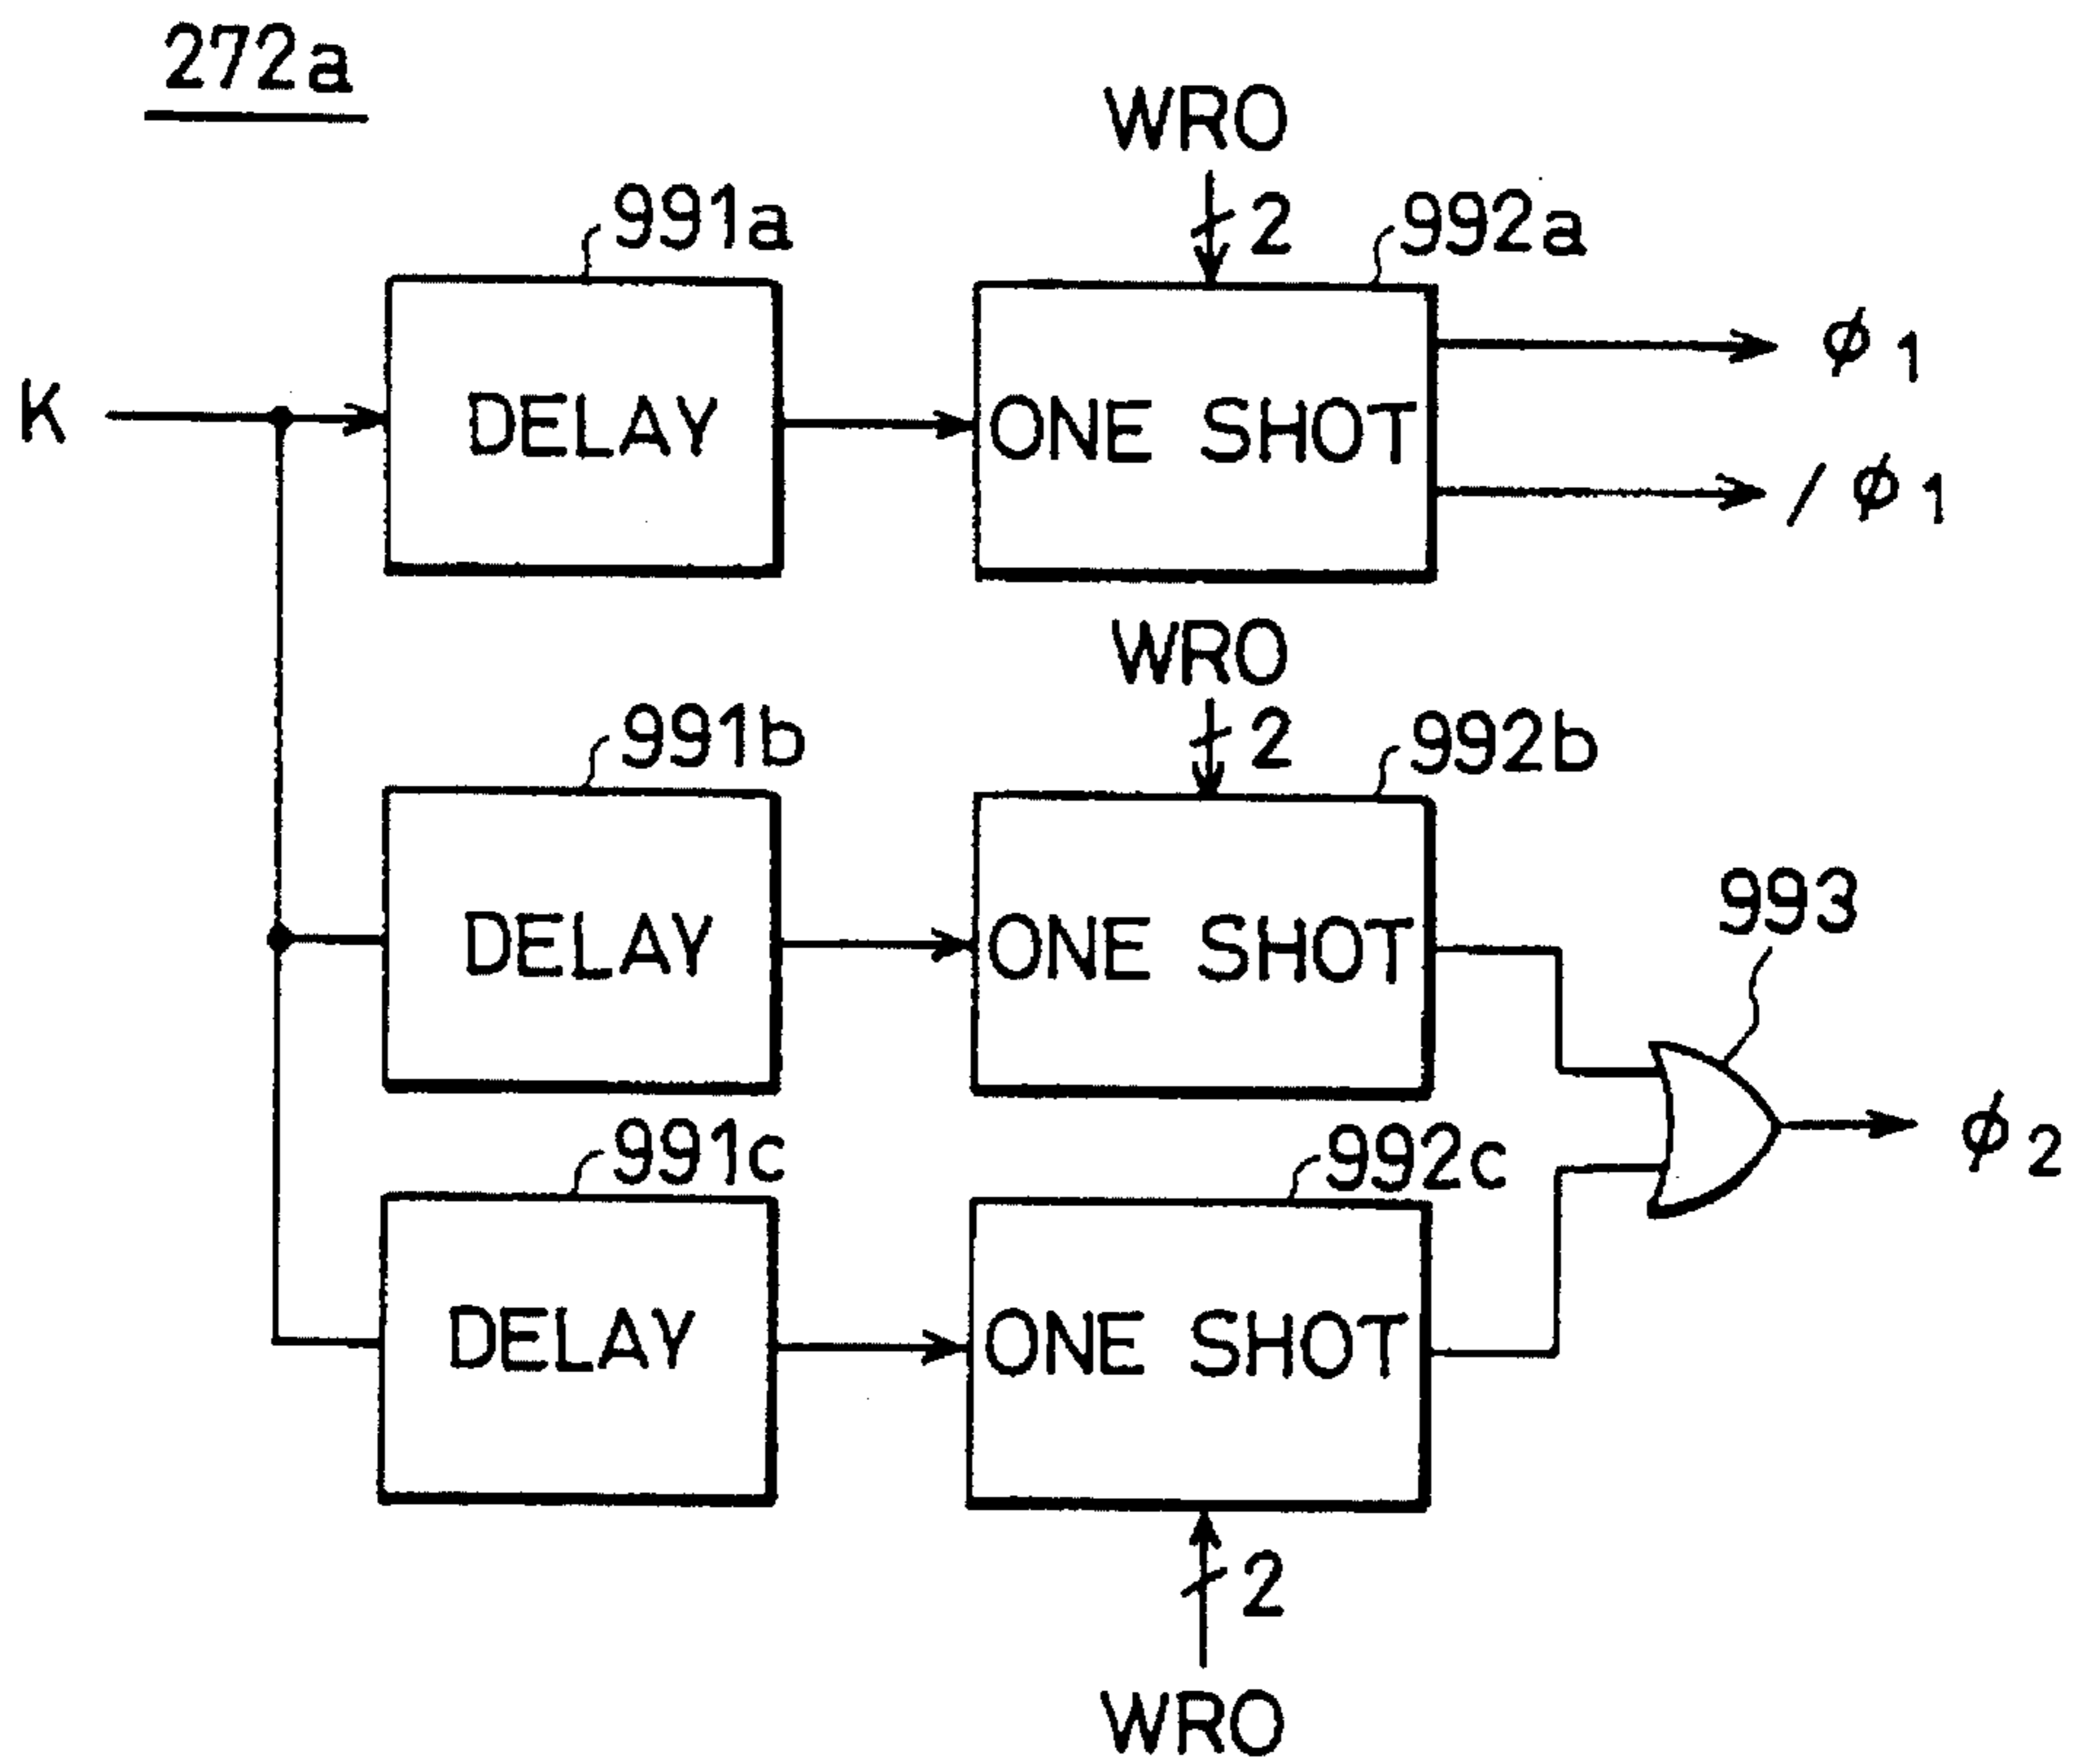 272a
WRO
2
991a
992a
K
DELAY
ONE SHOT
ϕ1
/ϕ1
WRO
2
991b
992b
DELAY
ONE SHOT
993
ϕ2
991c
992c
DELAY
ONE SHOT
2
WRO